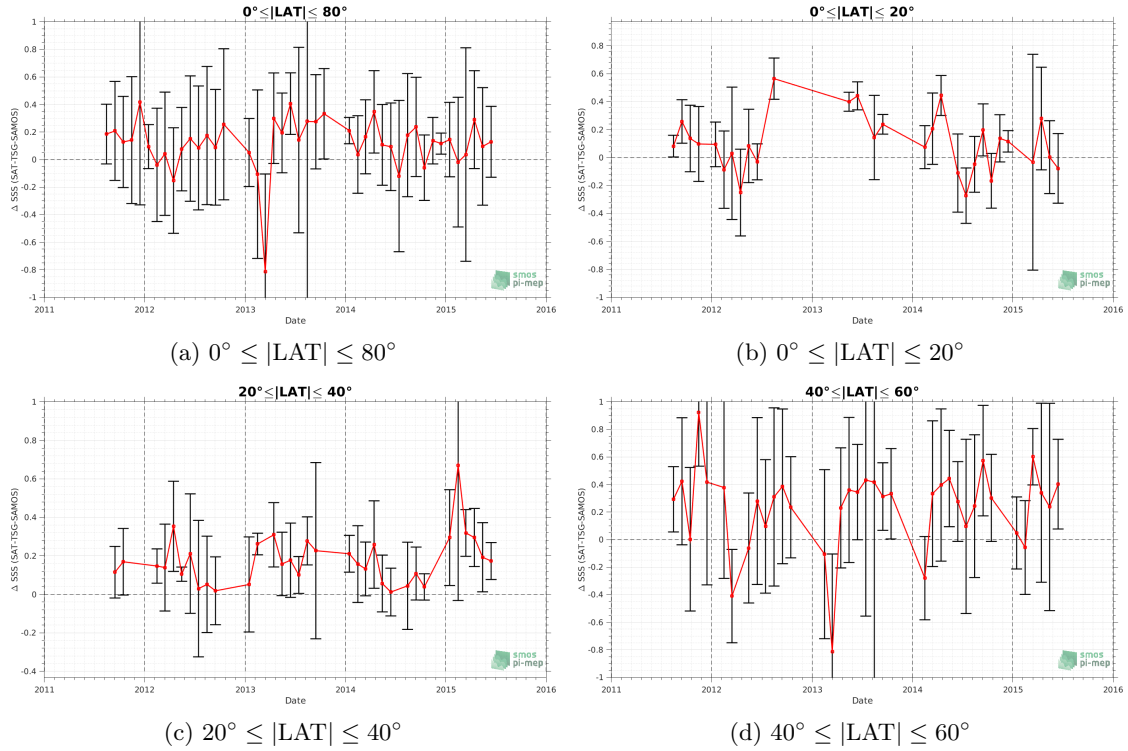 0°≤|LAT|≤ 80°
1
0.8
0.6
0.4
0.2
0
-0.2
-0.4
-0.6
-0.8
-1
Δ SSS (SAT-TSG-SAMOS)
2011 2012 2013 2014 2015 2016
Date
smos
pi-mep
(a) 0° ≤ |LAT| ≤ 80°
0°≤|LAT|≤ 20°
0.8
0.6
0.4
0.2
0
-0.2
-0.4
-0.6
-0.8
-1
Δ SSS (SAT-TSG-SAMOS)
2011 2012 2013 2014 2015 2016
Date
smos
pi-mep
(b) 0° ≤ |LAT| ≤ 20°
20°≤|LAT|≤ 40°
1
0.8
0.6
0.4
0.2
0
-0.2
-0.4
Δ SSS (SAT-TSG-SAMOS)
2011 2012 2013 2014 2015 2016
Date
smos
pi-mep
(c) 20° ≤ |LAT| ≤ 40°
40°≤|LAT|≤ 60°
1
0.8
0.6
0.4
0.2
0
-0.2
-0.4
-0.6
-0.8
-1
Δ SSS (SAT-TSG-SAMOS)
2011 2012 2013 2014 2015 2016
Date
smos
pi-mep
(d) 40° ≤ |LAT| ≤ 60°